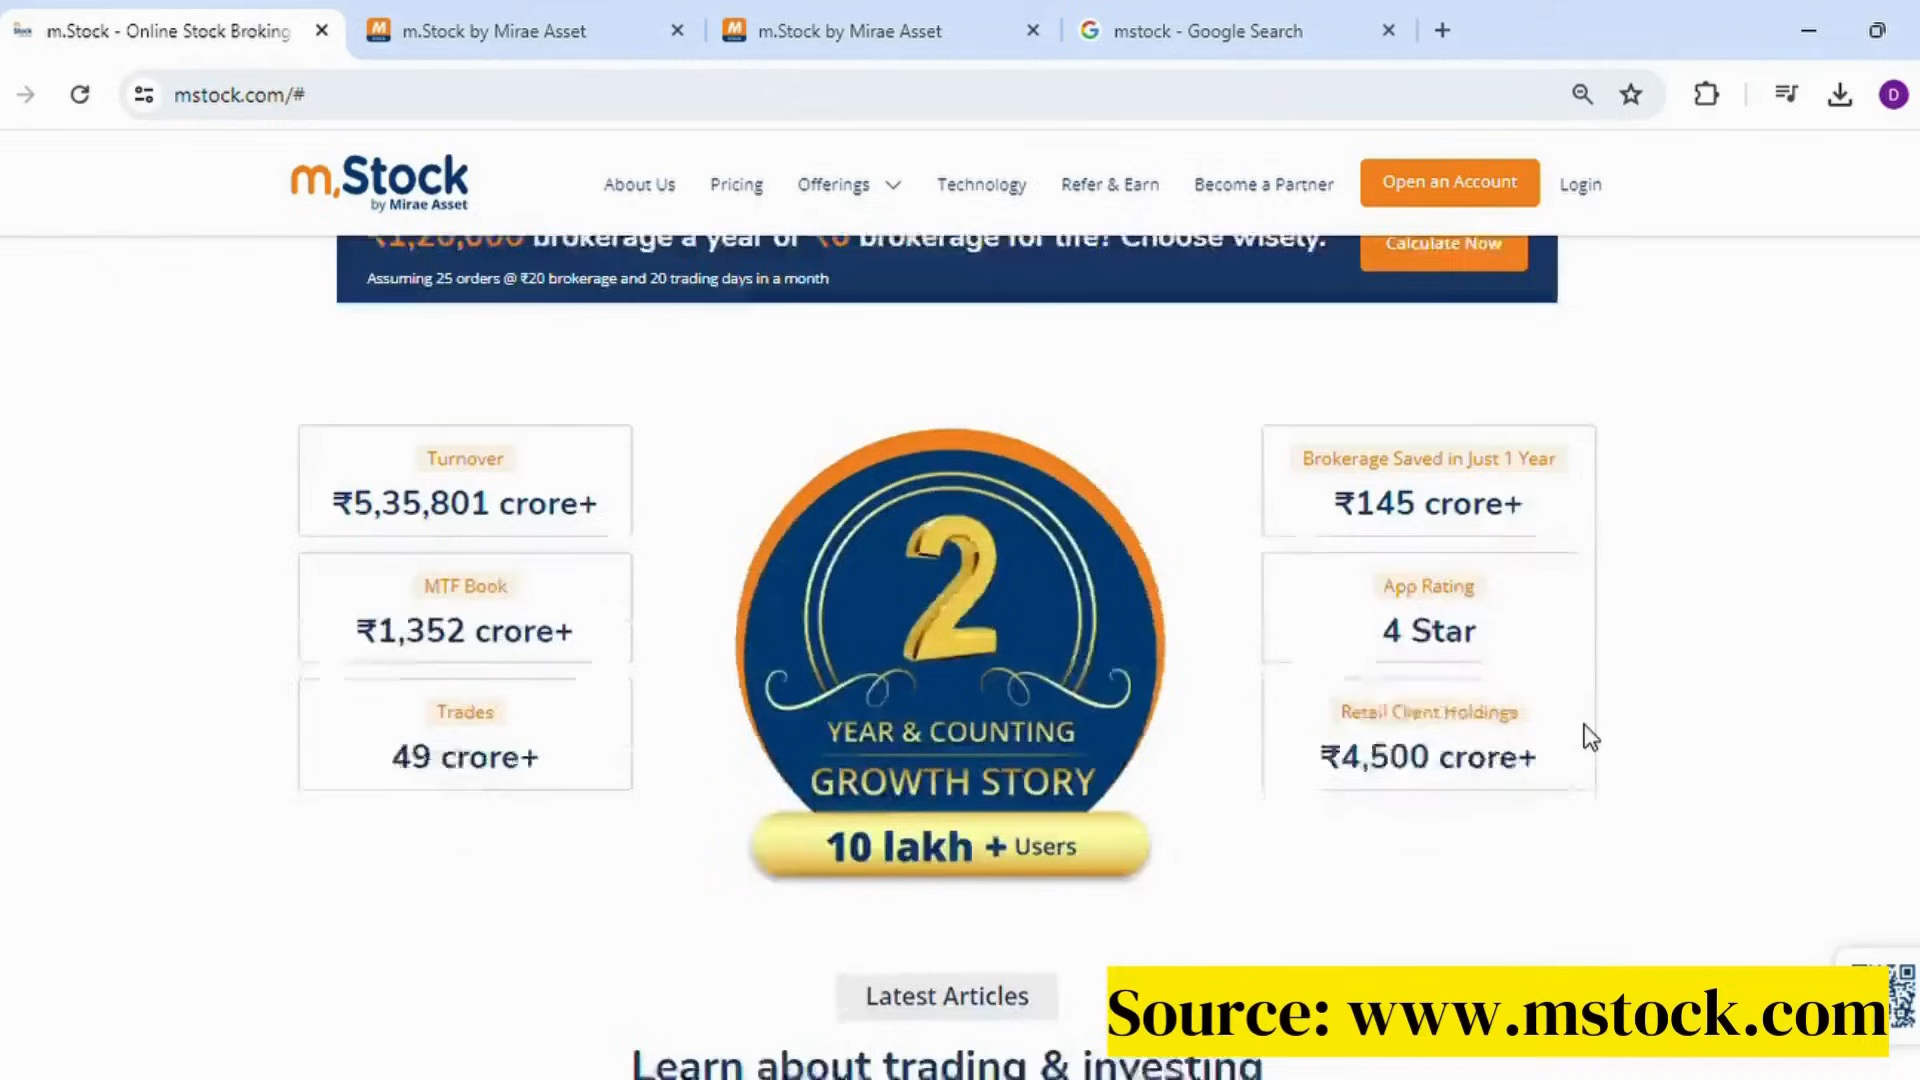 m.Stock - Online Stock Broking
m.Stock by Mirae Asset
m.Stock by Mirae Asset
mstock - Google Search
mstock.com/#
D
m.Stock
by Mirae Asset
About Us
Pricing
Offerings
Technology
Refer & Earn
Become a Partner
Open an Account
Login
₹1,20,000 brokerage a year or ₹0 brokerage for life? Choose wisely.
Calculate Now
Assuming 25 orders @ ₹20 brokerage and 20 trading days in a month
Turnover
₹5,35,801 crore+
MTF Book
₹1,352 crore+
Trades
49 crore+
2
YEAR & COUNTING
GROWTH STORY
10 lakh + Users
Brokerage Saved in Just 1 Year
₹145 crore+
App Rating
4 Star
Retail Client Holdings
₹4,500 crore+
Latest Articles
Learn about trading & investing
Source: www.mstock.com